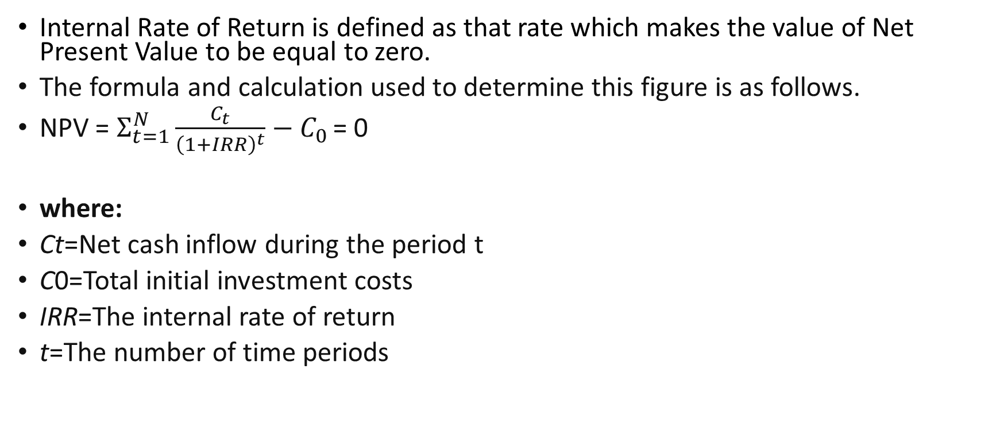 • Internal Rate of Return is defined as that rate which makes the value of Net
Present Value to be equal to zero.
• The formula and calculation used to determine this figure is as follows.
• NPV = $\Sigma_{t=1}^{N} \frac{C_t}{(1+IRR)^t} - C_0$ = 0
• where:
• Ct=Net cash inflow during the period t
• C0=Total initial investment costs
• IRR=The internal rate of return
• t=The number of time periods